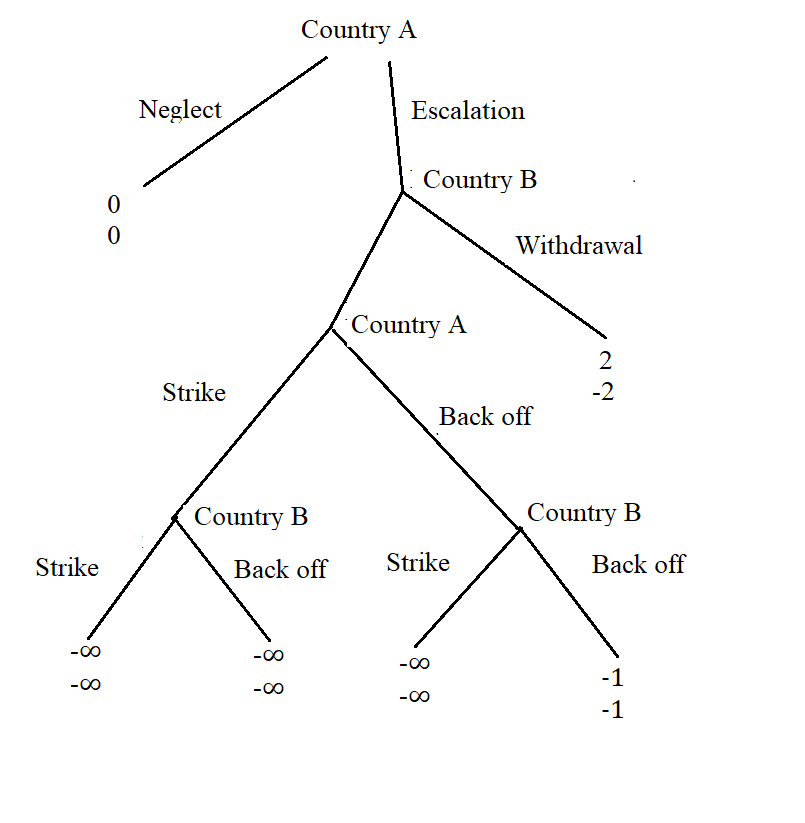 Country A
Neglect
Escalation
Country B
0
0
Withdrawal
Country A
2
-2
Strike
Back off
Country B
Country B
Strike
Back off
Strike
Back off
-∞
-∞
-∞
-∞
-∞
-∞
-1
-1